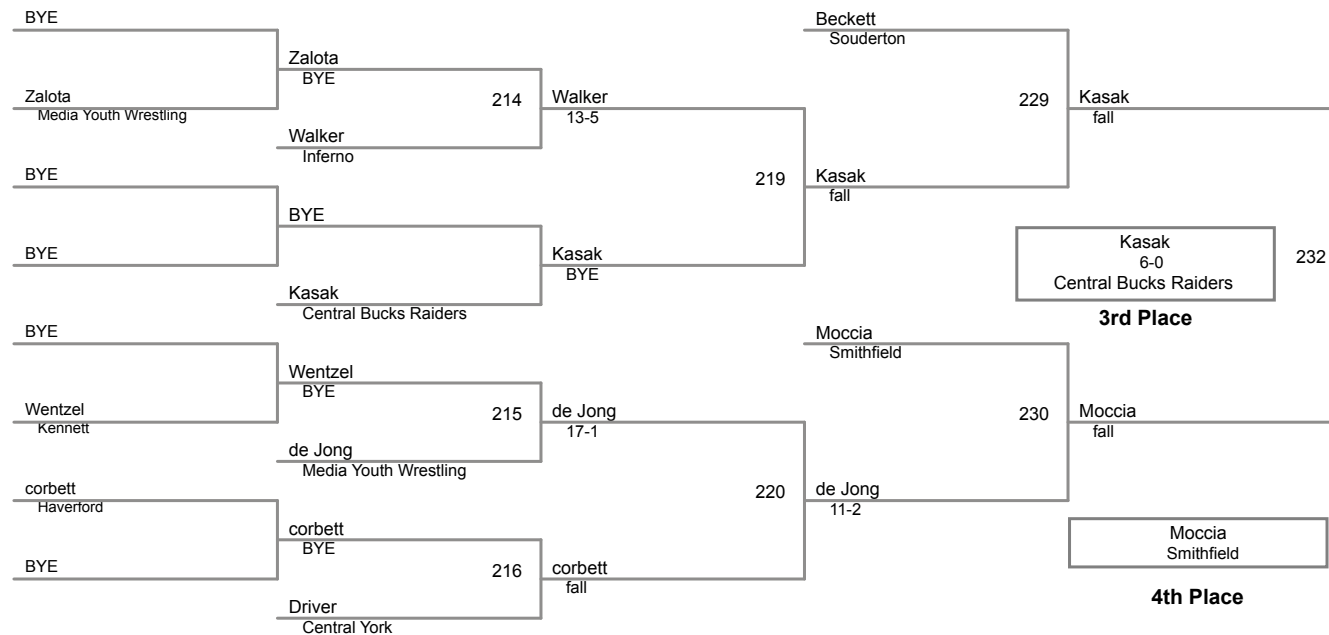 BYE
Beckett
Souderton
Zalota
BYE
Zalota
Media Youth Wrestling
214
Walker
13-5
229
Kasak
fall
Walker
Inferno
BYE
219
Kasak
fall
BYE
BYE
Kasak
BYE
Kasak
6-0
Central Bucks Raiders
232
Kasak
Central Bucks Raiders
3rd Place
BYE
Moccia
Smithfield
Wentzel
BYE
Wentzel
Kennett
215
de Jong
17-1
230
Moccia
fall
de Jong
Media Youth Wrestling
corbett
Haverford
220
de Jong
11-2
corbett
BYE
Moccia
Smithfield
BYE
216
corbett
fall
4th Place
Driver
Central York